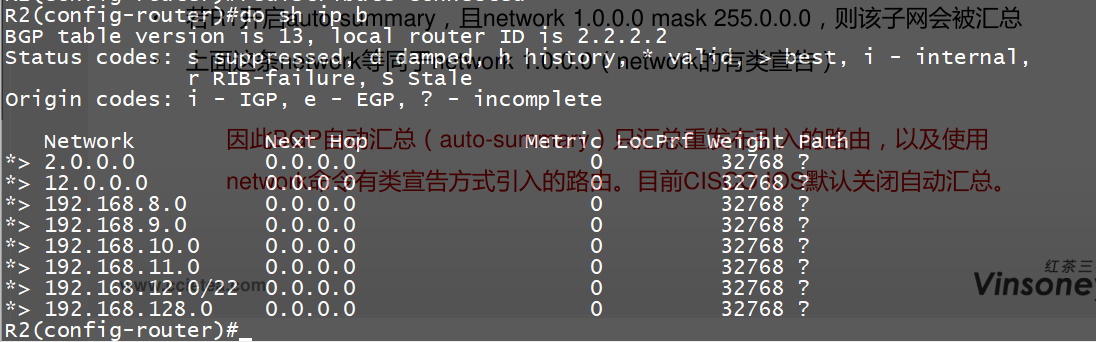 R2(config-router)#do sh ip b
BGP table version is 13, local router ID is 2.2.2.2
Status codes: s suppressed, d damped, h history, * valid, > best, i - internal,
r RIB-failure, S Stale
Origin codes: i - IGP, e - EGP, ? - incomplete
Network Next Hop Metric LocPrf Weight Path
*> 2.0.0.0 0.0.0.0 0 32768 ?
*> 12.0.0.0 0.0.0.0 0 32768 ?
*> 192.168.8.0 0.0.0.0 0 32768 ?
*> 192.168.9.0 0.0.0.0 0 32768 ?
*> 192.168.10.0 0.0.0.0 0 32768 ?
*> 192.168.11.0 0.0.0.0 0 32768 ?
*> 192.168.12.0/22 0.0.0.0 0 32768 ?
*> 192.168.128.0 0.0.0.0 0 32768 ?
R2(config-router)#
auto-summary,且network 1.0.0.0 mask 255.0.0.0,则该子网会被汇总
network等同于network 1.0.0.0(network的有类宣告)
因此BGP自动汇总(auto-summary)只汇总重发布引入的路由,以及使用
network命令有类宣告方式引入的路由。目前CISCO IOS默认关闭自动汇总。
红茶三
Vinsone